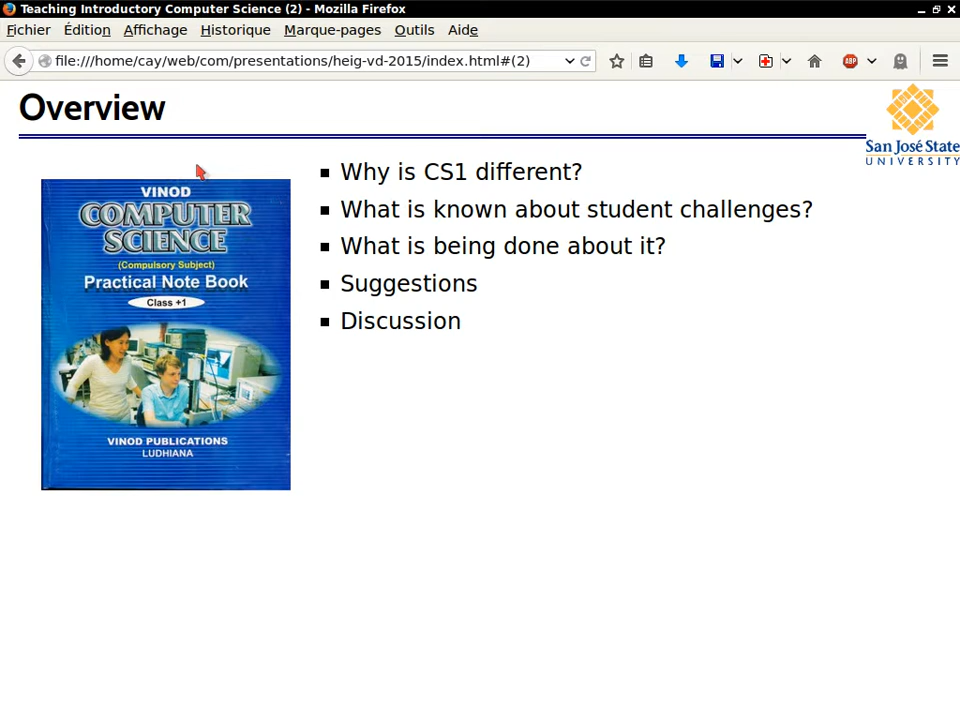 Teaching Introductory Computer Science (2) - Mozilla Firefox
Fichier Édition Affichage Historique Marque-pages Outils Aide
file:///home/cay/web/com/presentations/heig-vd-2015/index.html#(2)
ABP
Overview
San José State
UNIVERSITY
VINOD
COMPUTER
SCIENCE
(Compulsory Subject)
Practical Note Book
Class +1
VINOD PUBLICATIONS
LUDHIANA
Why is CS1 different?
What is known about student challenges?
What is being done about it?
Suggestions
Discussion